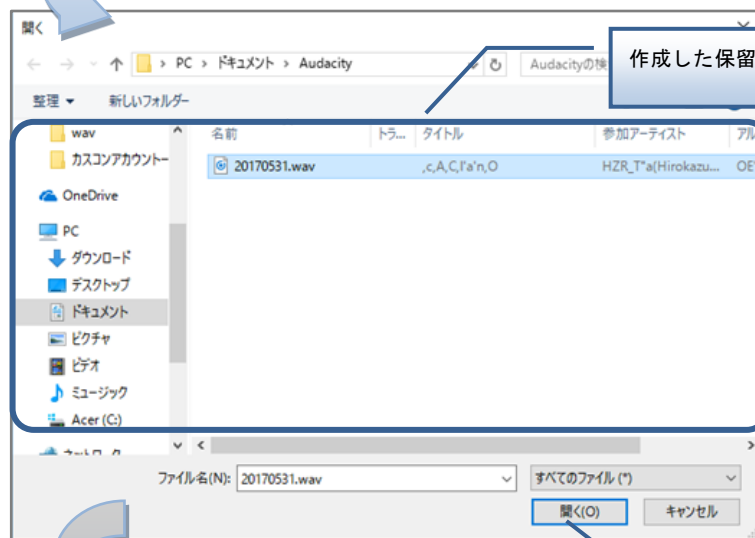 開く
作成した保留
PC › ドキュメント › Audacity
Audacityの検
整理 ▼ 新しいフォルダー
名前 トラ... タイトル 参加アーティスト アル
wav
20170531.wav ,c,A,C,l'a'n,O HZR_T"a(Hirokazu... OE
カスコンアカウントー
OneDrive
PC
ダウンロード
デスクトップ
ドキュメント
ピクチャ
ビデオ
ミュージック
Acer (C:)
ファイル名(N): 20170531.wav すべてのファイル (*)
開く(O) キャンセル